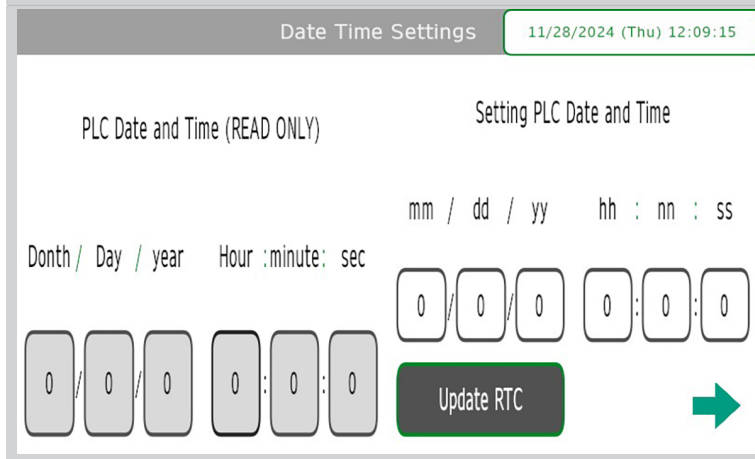 Date Time Settings
11/28/2024 (Thu) 12:09:15
PLC Date and Time (READ ONLY)
Donth / Day / year Hour :minute: sec
0 / 0 / 0 0 : 0 : 0
Setting PLC Date and Time
mm / dd / yy hh : nn : ss
0 / 0 / 0 0 : 0 : 0
Update RTC